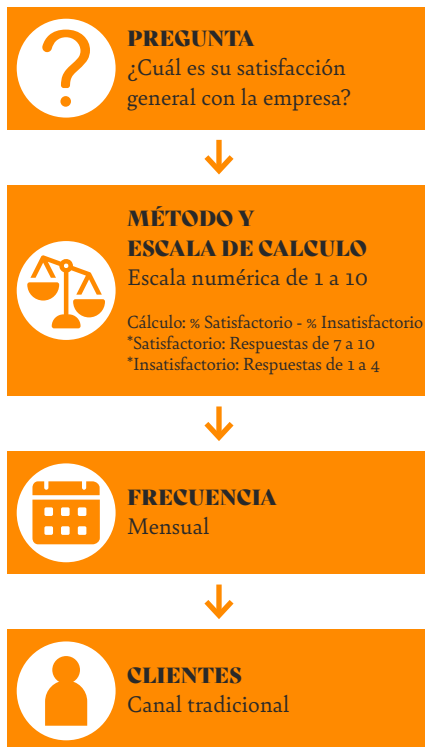 PREGUNTA
¿Cuál es su satisfacción
general con la empresa?
MÉTODO Y
ESCALA DE CALCULO
Escala numérica de 1 a 10
Cálculo: % Satisfactorio - % Insatisfactorio
*Satisfactorio: Respuestas de 7 a 10
*Insatisfactorio: Respuestas de 1 a 4
FRECUENCIA
Mensual
CLIENTES
Canal tradicional